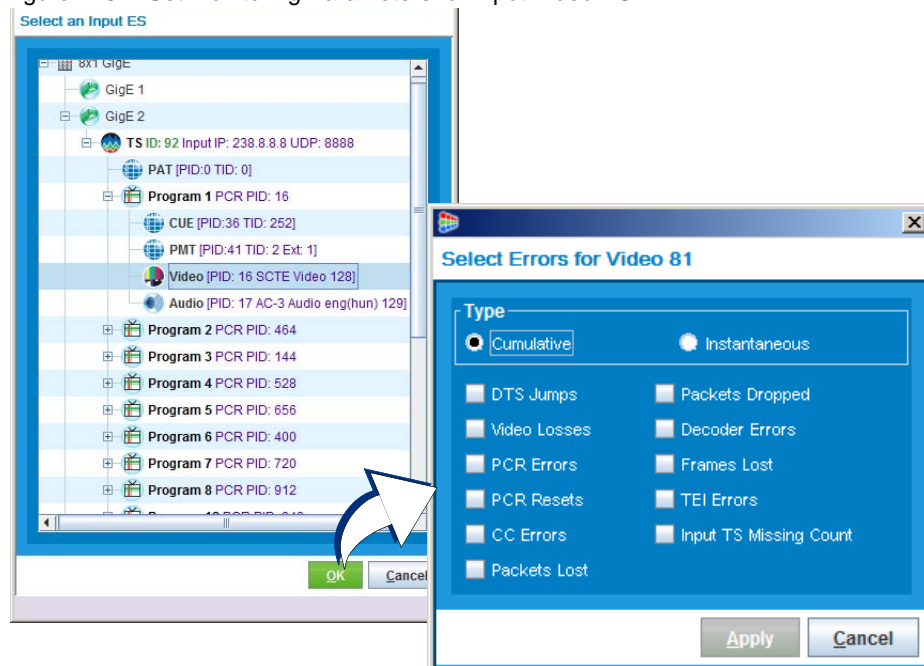 Select an Input ES
8x1 GigE
GigE 1
GigE 2
TS ID: 92 Input IP: 238.8.8.8 UDP: 8888
PAT [PID:0 TID: 0]
Program 1 PCR PID: 16
CUE [PID:36 TID: 252]
PMT [PID:41 TID: 2 Ext: 1]
Video [PID: 16 SCTE Video 128]
Audio [PID: 17 AC-3 Audio eng(hun) 129]
Program 2 PCR PID: 464
Program 3 PCR PID: 144
Program 4 PCR PID: 528
Program 5 PCR PID: 656
Program 6 PCR PID: 400
Program 7 PCR PID: 720
Program 8 PCR PID: 912
OK Cancel
Select Errors for Video 81
Type
Cumulative Instantaneous
DTS Jumps Packets Dropped
Video Losses Decoder Errors
PCR Errors Frames Lost
PCR Resets TEI Errors
CC Errors Input TS Missing Count
Packets Lost
Apply Cancel